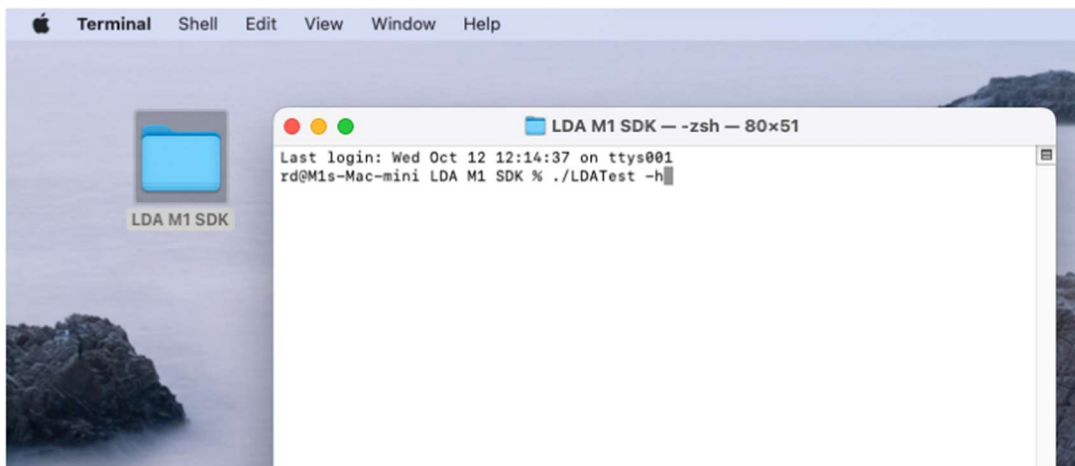 Terminal Shell Edit View Window Help
LDA M1 SDK — -zsh — 80×51
Last login: Wed Oct 12 12:14:37 on ttys001
rd@M1s-Mac-mini LDA M1 SDK % ./LDATest -h
LDA M1 SDK